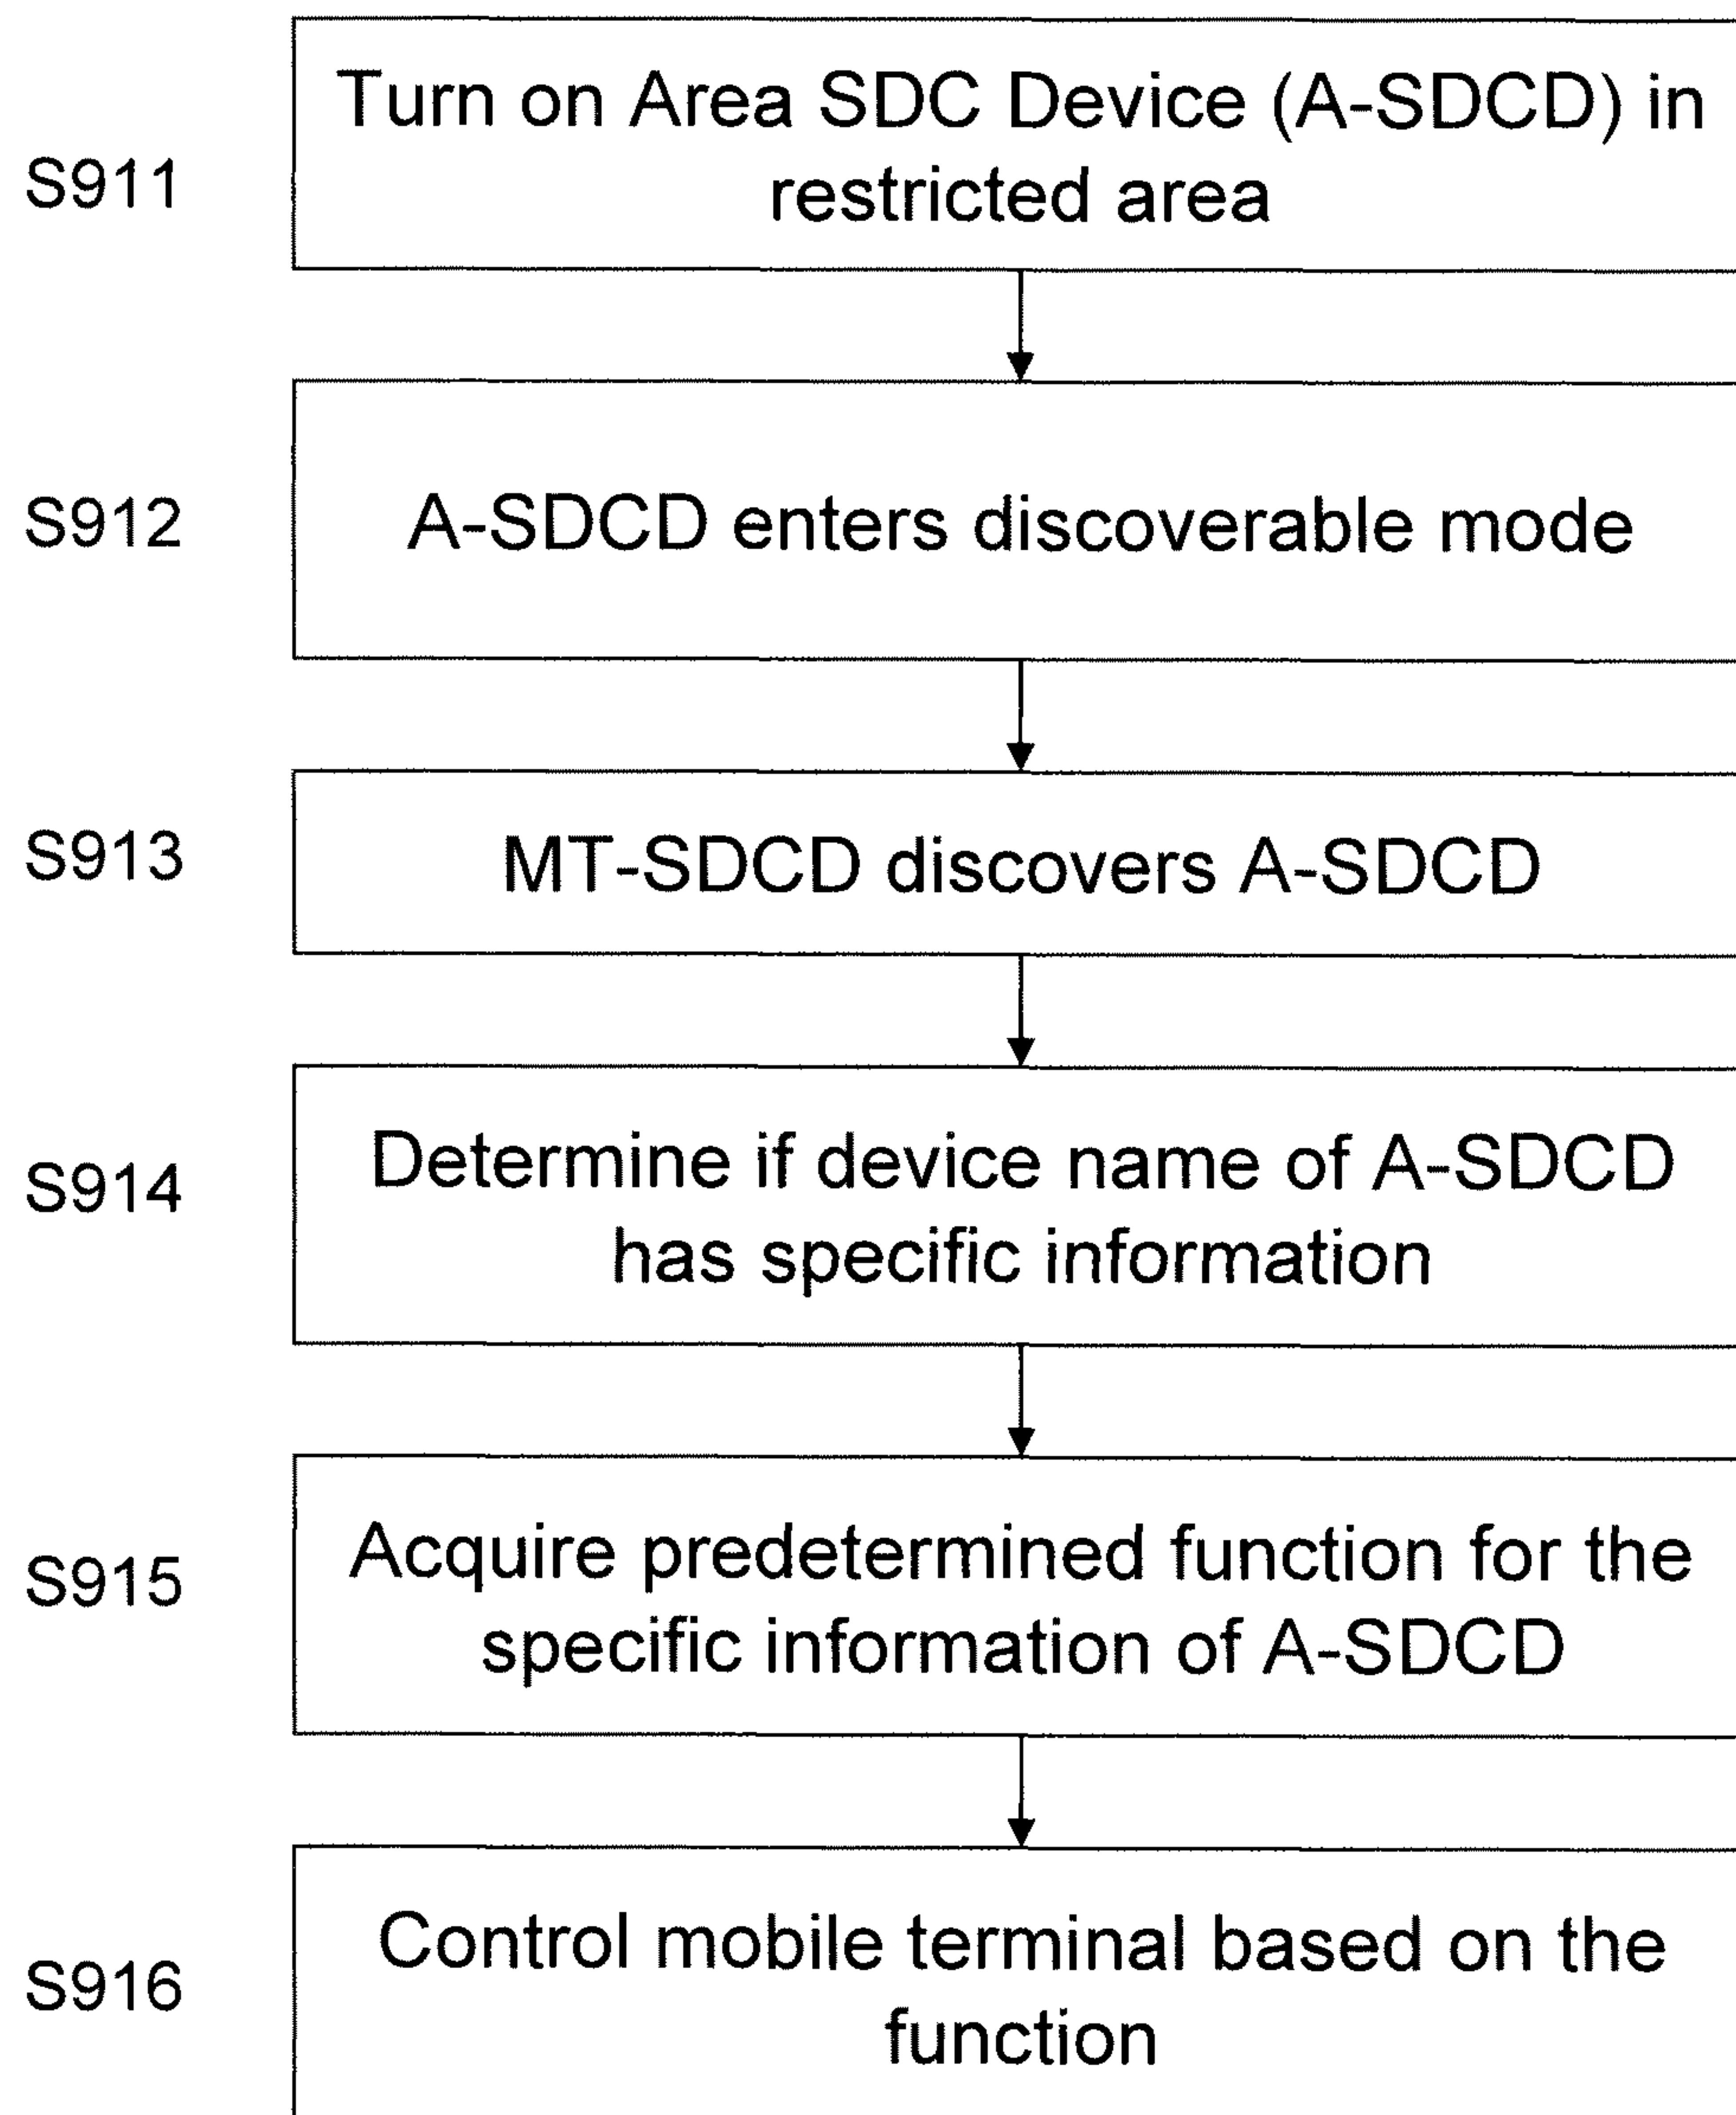 S911
Turn on Area SDC Device (A-SDCD) in
restricted area
S912
A-SDCD enters discoverable mode
S913
MT-SDCD discovers A-SDCD
S914
Determine if device name of A-SDCD
has specific information
S915
Acquire predetermined function for the
specific information of A-SDCD
S916
Control mobile terminal based on the
function